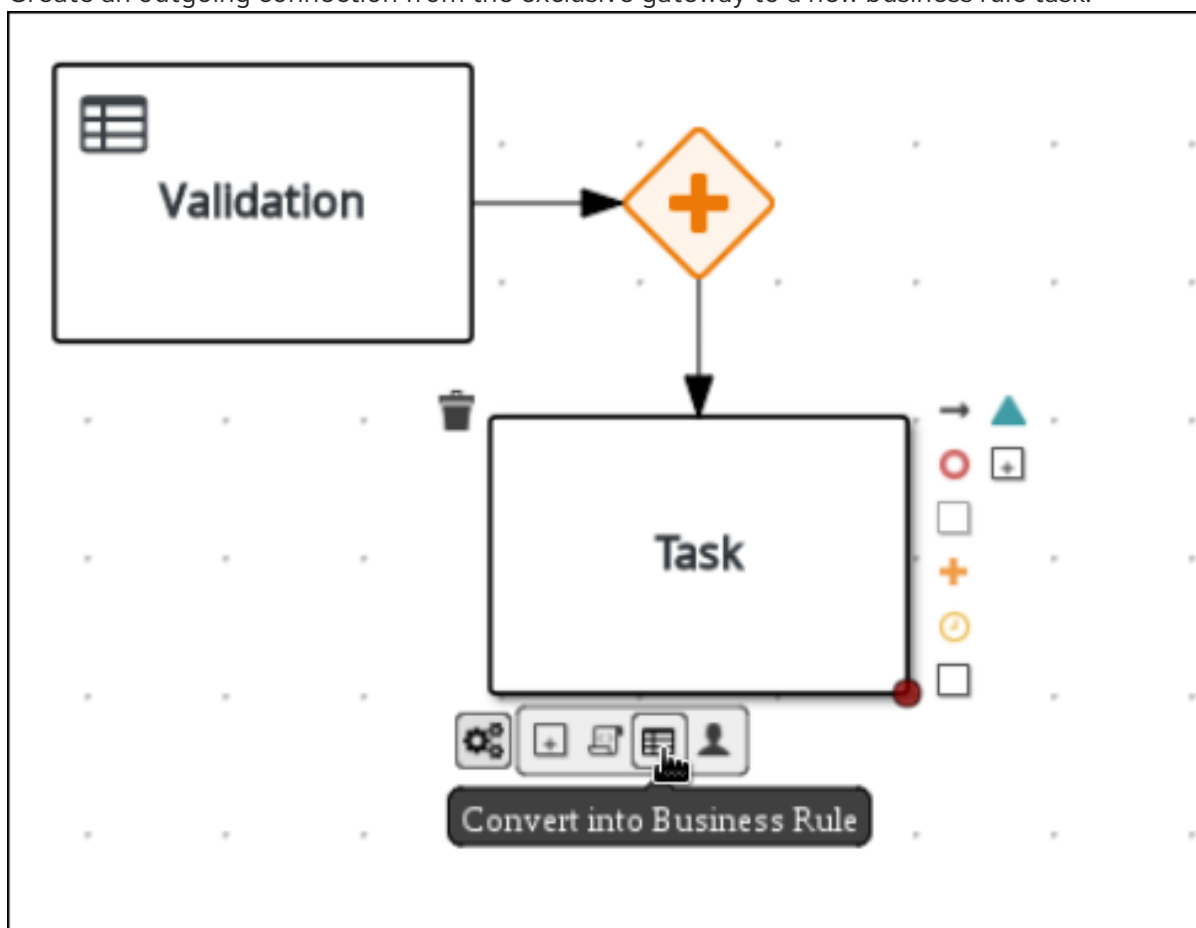 Create an outgoing connection from the exclusive gateway to a new business rule task.
Validation
Task
Convert into Business Rule